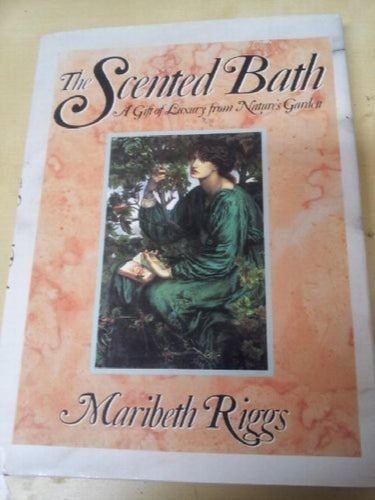 The Scented Bath
A Gift of Luxury from Nature's Garden
Maribeth Riggs